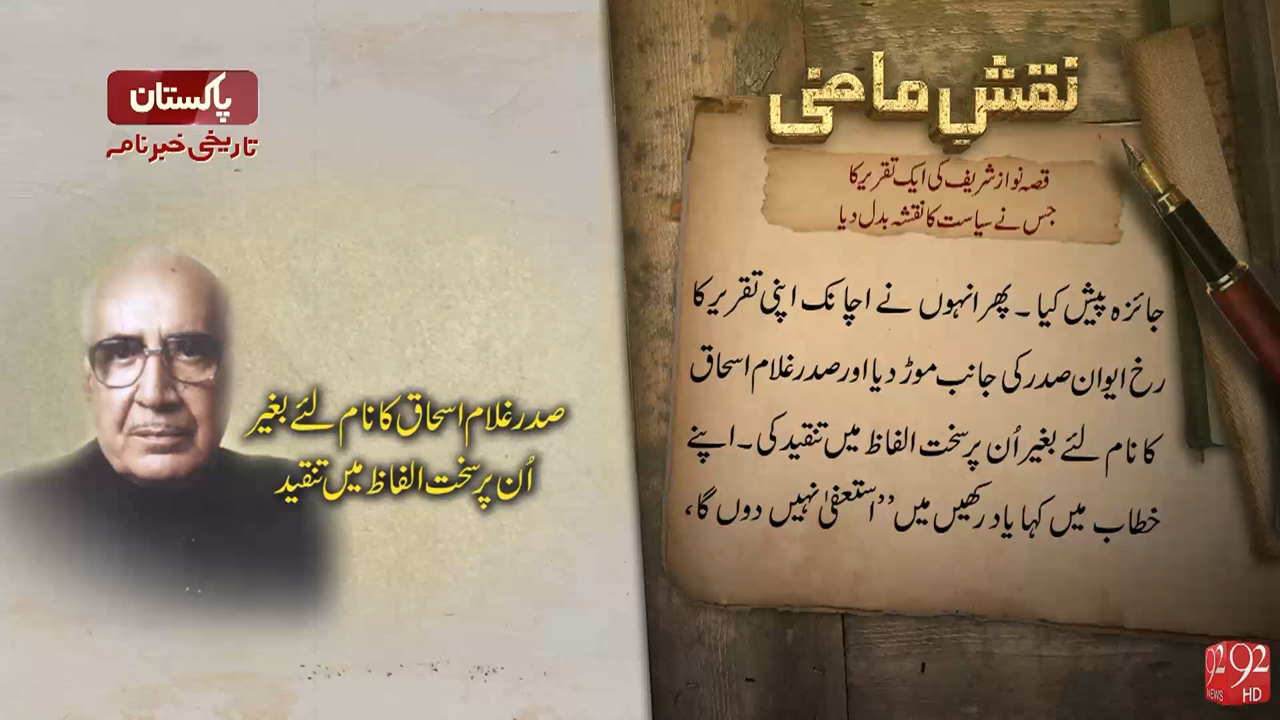 پاکستان
تاریخی خبرنامہ
صدر غلام اسحاق کا نام لئے بغیر
اُن پر سخت الفاظ میں تنقید
نقشِ ماضی
قصہ نواز شریف کی ایک تقریر کا
جس نے سیاست کا نقشہ بدل دیا
جائزہ پیش کیا۔ پھر انہوں نے اچانک اپنی تقریر کا
رخ ایوان صدر کی جانب موڑ دیا اور صدر غلام اسحاق
کا نام لئے بغیر اُن پر سخت الفاظ میں تنقید کی۔ اپنے
خطاب میں کہا یاد رکھیں میں ’’استعفیٰ نہیں دوں گا،
92 92
NEWS HD